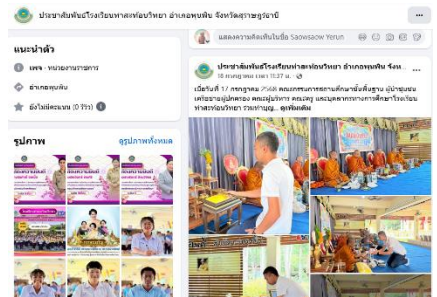 ประชาสัมพันธ์โรงเรียนท่าสะท้อนวิทยา อำเภอพุนพิน จังหวัดสุราษฎร์ธานี
แนะนำตัว
เพจ · หน่วยงานราชการ
อำเภอพุนพิน
ยังไม่มีคะแนน (0 รีวิว)
รูปภาพ
ดูรูปภาพทั้งหมด
แสดงความคิดเห็นในชื่อ Saowsaow Yerun
ประชาสัมพันธ์โรงเรียนท่าสะท้อนวิทยา อำเภอพุนพิน จังห...
18 กรกฎาคม เวลา 11:37 น.
เมื่อวันที่ 17 กรกฎาคม 2568 คณะกรรมการสถานศึกษาขั้นพื้นฐาน ผู้นำชุมชน
เครือข่ายผู้ปกครอง คณะผู้บริหาร คณะครู และบุคลากรทางการศึกษาโรงเรียน
ท่าสะท้อนวิทยา ร่วมทำบุญ... ดูเพิ่มเติม